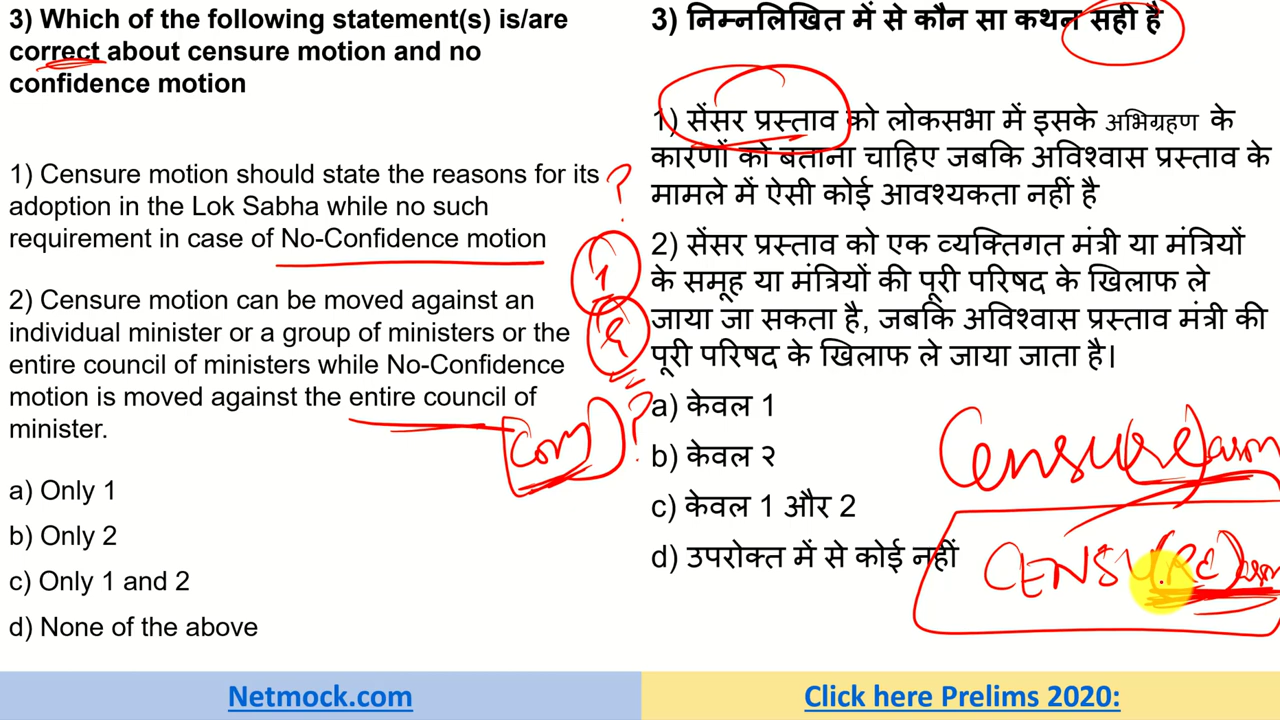 3) Which of the following statement(s) is/are
correct about censure motion and no
confidence motion
1) Censure motion should state the reasons for its
adoption in the Lok Sabha while no such
requirement in case of No-Confidence motion
2) Censure motion can be moved against an
individual minister or a group of ministers or the
entire council of ministers while No-Confidence
motion is moved against the entire council of
minister.
a) Only 1
b) Only 2
c) Only 1 and 2
d) None of the above
?
1
2
?
com
3) निम्नलिखित में से कौन सा कथन सही है
1) सेंसर प्रस्ताव को लोकसभा में इसके अभिग्रहण के
कारणों को बताना चाहिए जबकि अविश्वास प्रस्ताव के
मामले में ऐसी कोई आवश्यकता नहीं है
2) सेंसर प्रस्ताव को एक व्यक्तिगत मंत्री या मंत्रियों
के समूह या मंत्रियों की पूरी परिषद के खिलाफ ले
जाया जा सकता है, जबकि अविश्वास प्रस्ताव मंत्री की
पूरी परिषद के खिलाफ ले जाया जाता है।
a) केवल 1
b) केवल २
c) केवल 1 और 2
d) उपरोक्त में से कोई नहीं
Censure
CENSURE
Netmock.com
Click here Prelims 2020: